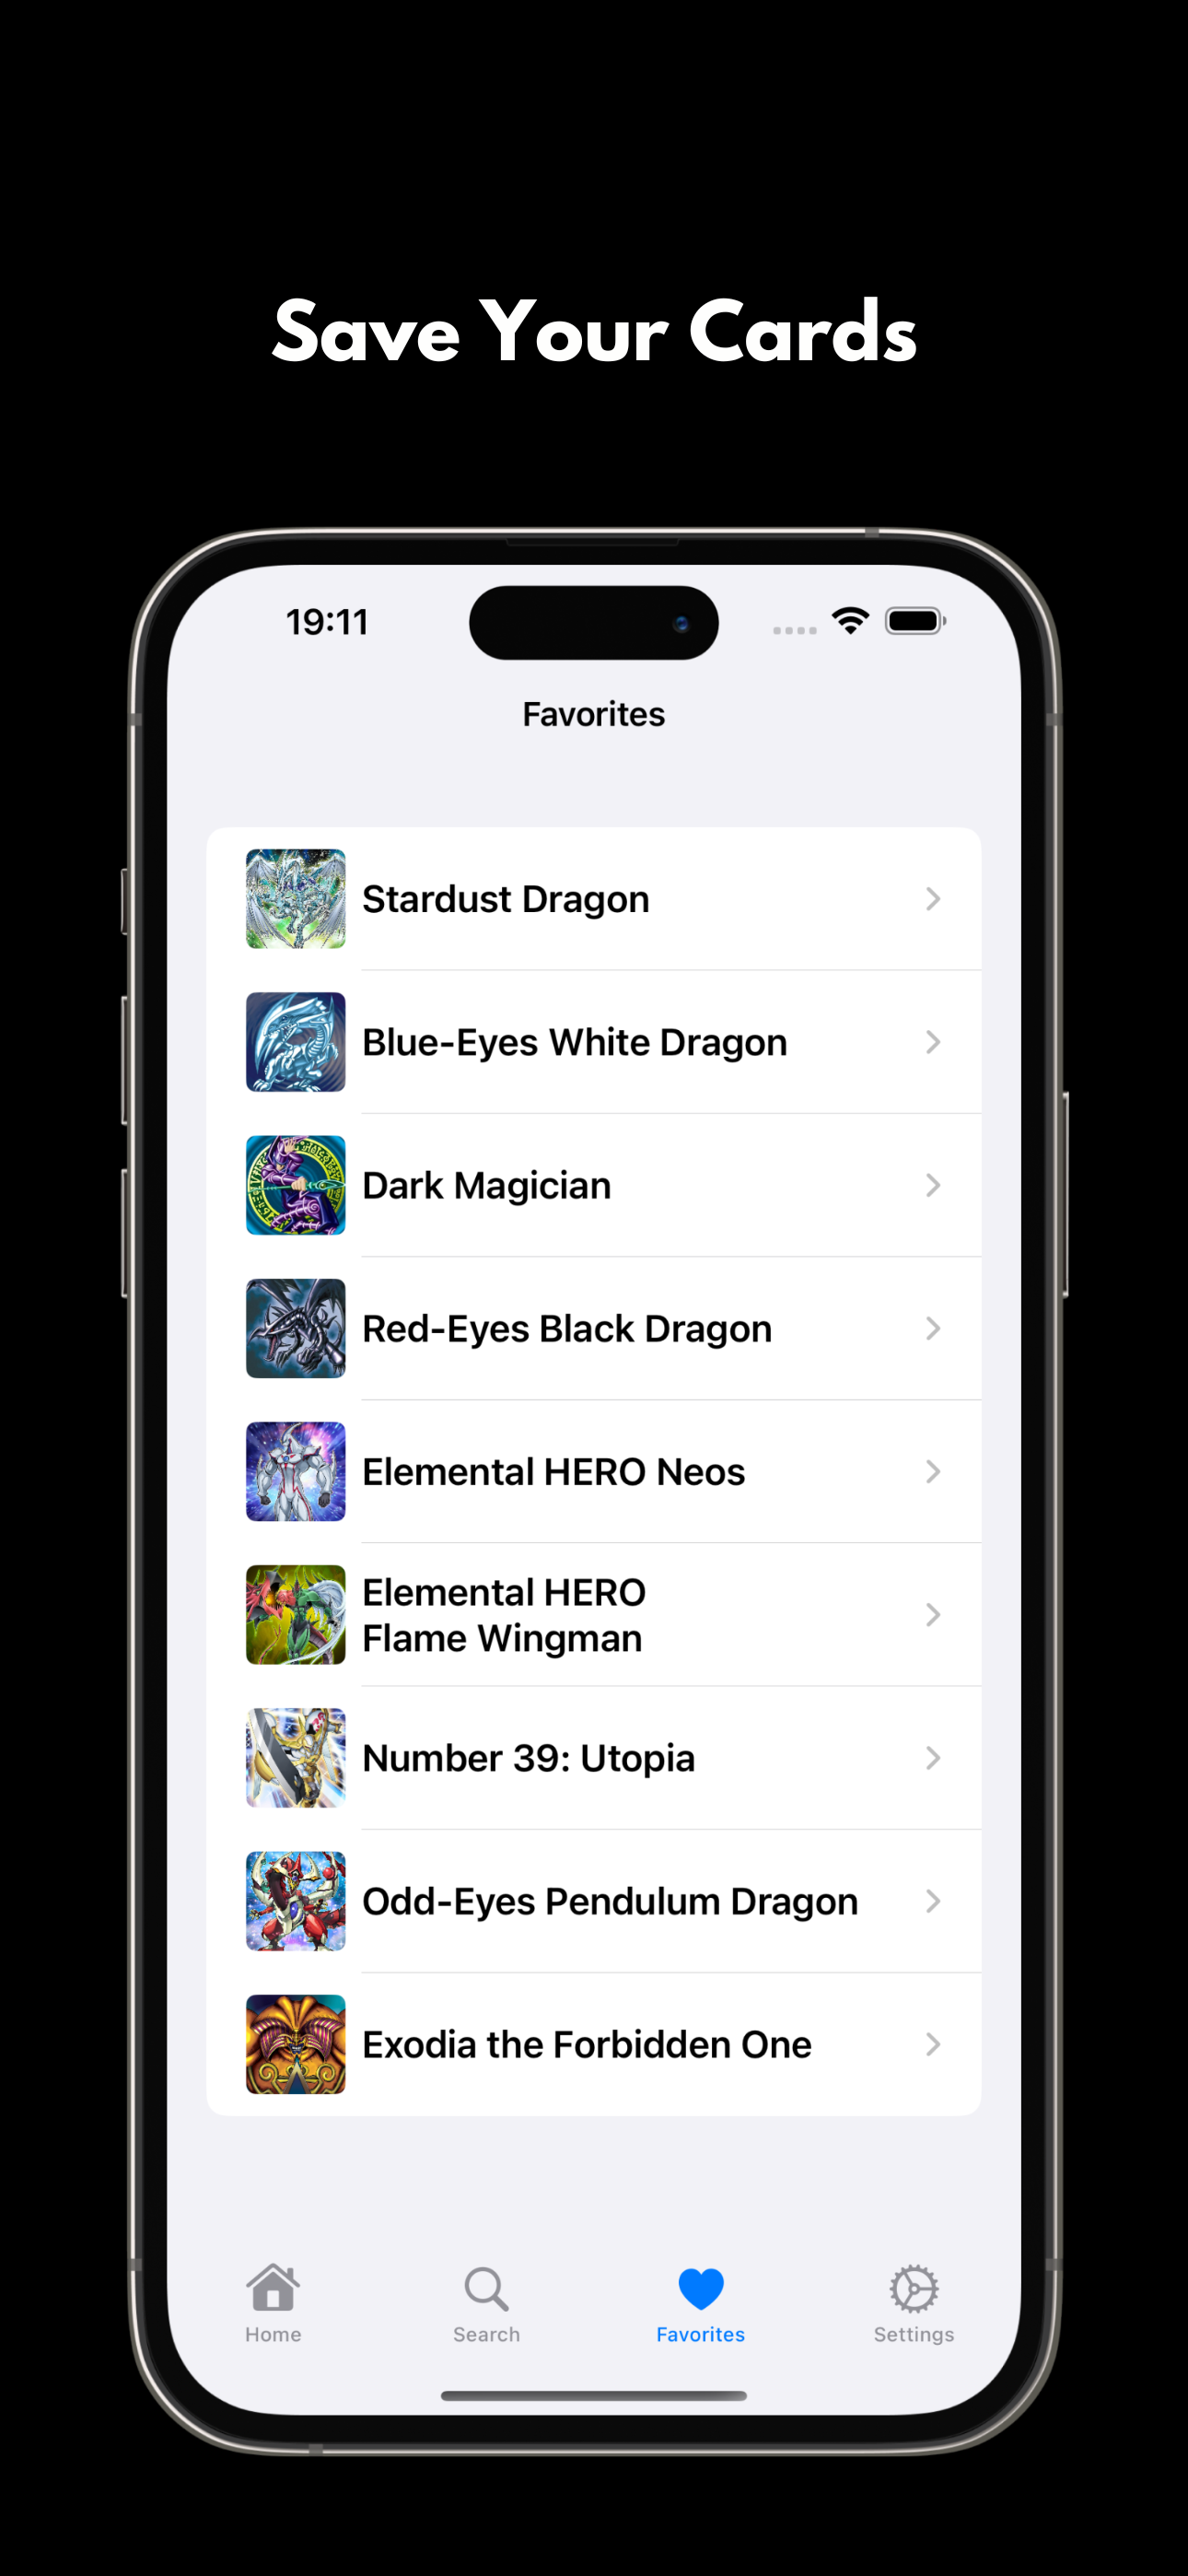 Save Your Cards
19:11
Favorites
Stardust Dragon
Blue-Eyes White Dragon
Dark Magician
Red-Eyes Black Dragon
Elemental HERO Neos
Elemental HERO
Flame Wingman
Number 39: Utopia
Odd-Eyes Pendulum Dragon
Exodia the Forbidden One
Home
Search
Favorites
Settings